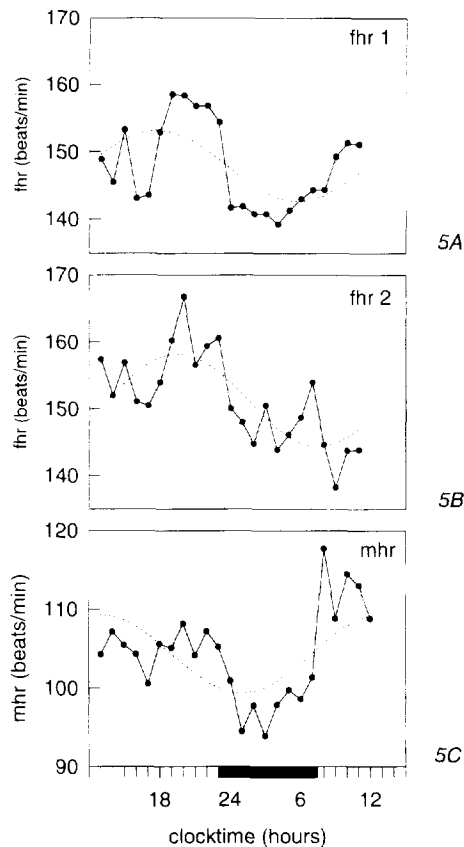 170
fhr 1
160
150
140
fhr (beats/min)
5A
170
fhr 2
160
150
140
fhr (beats/min)
5B
120
mhr
110
100
90
mhr (beats/min)
5C
18 24 6 12
clocktime (hours)